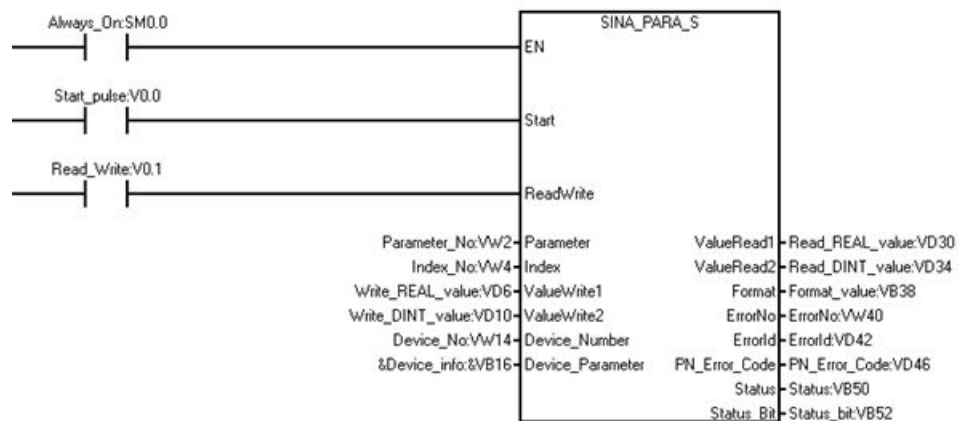 Always_On:SM0.0
SINA_PARA_S
EN
Start_pulse:V0.0
Start
Read_Write:V0.1
ReadWrite
Parameter_No:VW2 Parameter ValueRead1 Read_REAL_value:VD30
Index_No:VW4 Index ValueRead2 Read_DINT_value:VD34
Write_REAL_value:VD6 ValueWrite1 Format Format_value:VB38
Write_DINT_value:VD10 ValueWrite2 ErrorNo ErrorNo:VW40
Device_No:VW14 Device_Number ErrorId ErrorId:VD42
&Device_info:&VB16 Device_Parameter PN_Error_Code PN_Error_Code:VD46
Status Status:VB50
Status_Bit Status_bit:VB52